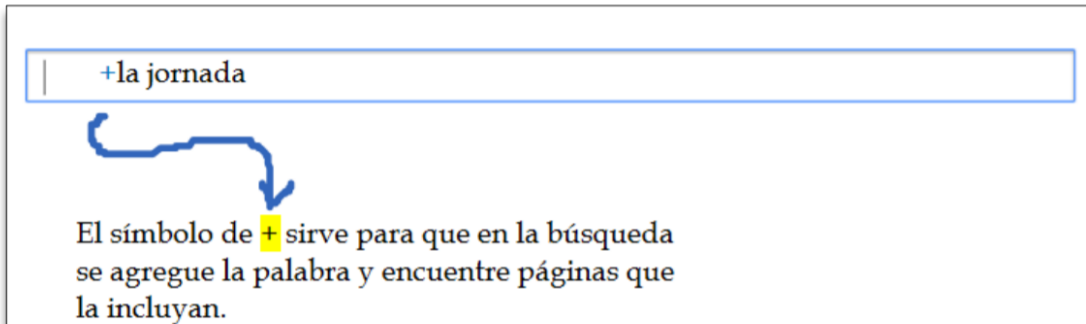 +la jornada
El símbolo de + sirve para que en la búsqueda
se agregue la palabra y encuentre páginas que
la incluyan.